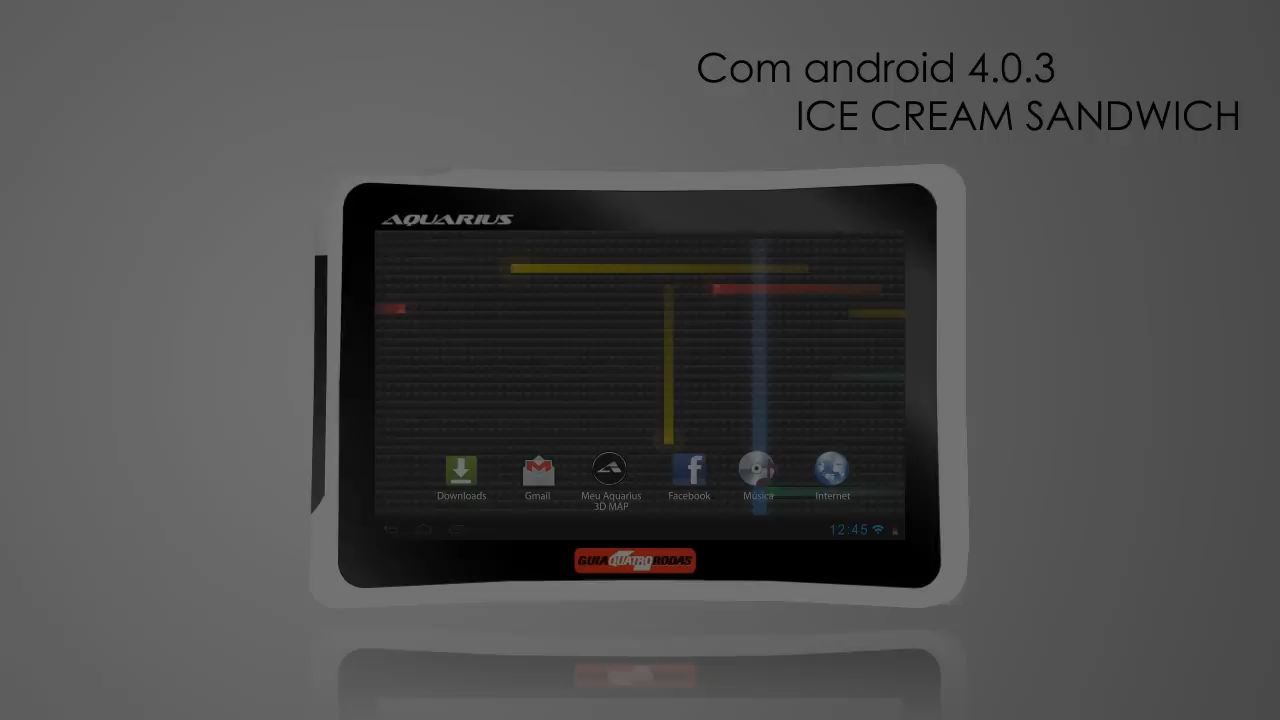 Com android 4.0.3
ICE CREAM SANDWICH
AQUARIUS
Downloads
Gmail
Meu Aquarius
3D MAP
Facebook
Música
Internet
12:45
GUIA QUATRO RODAS